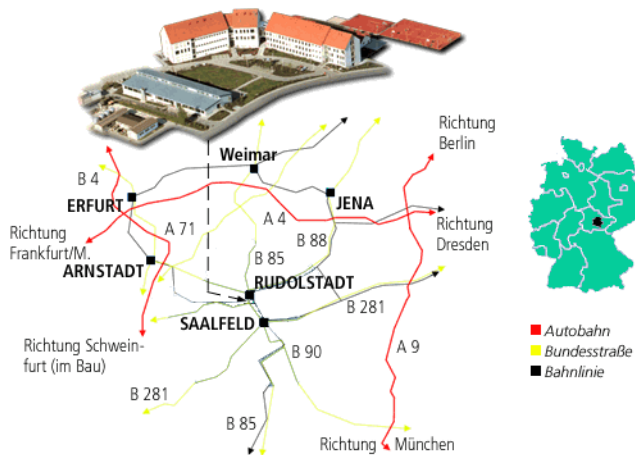 Richtung
Berlin
Weimar
B 4
ERFURT
JENA
A 71
A 4
Richtung
Dresden
Richtung
Frankfurt/M.
B 88
B 85
ARNSTADT
RUDOLSTADT
B 281
SAALFELD
Richtung Schwein-
furt (im Bau)
B 90
A 9
B 281
B 85
Richtung München
Autobahn
Bundesstraße
Bahnlinie